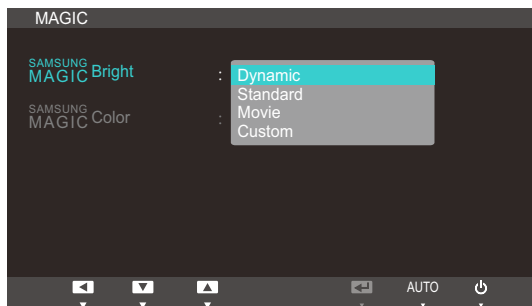 MAGIC
SAMSUNG
MAGIC Bright : Dynamic
Standard
Movie
Custom
SAMSUNG
MAGIC Color :
AUTO